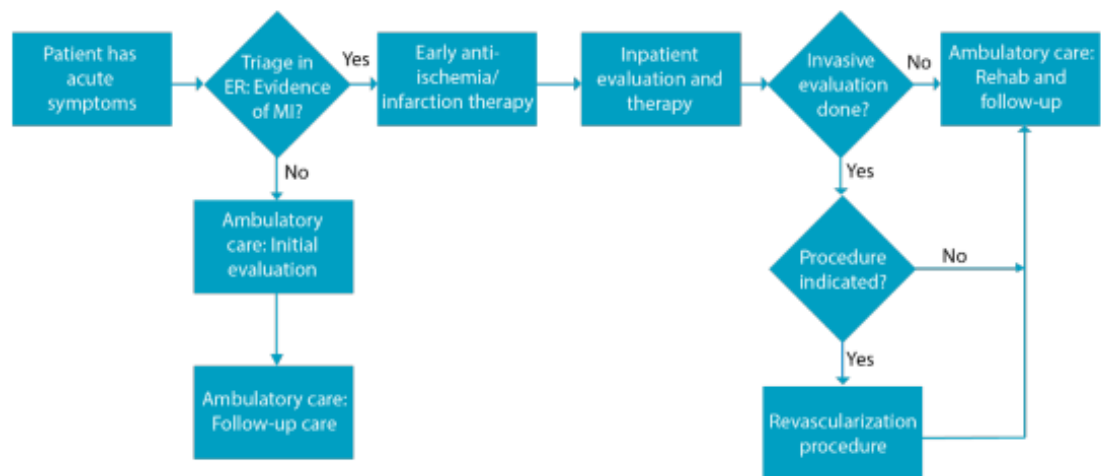 Patient has
acute
symptoms
Triage in
ER: Evidence
of MI?
Yes
Early anti-
ischemia/
infarction therapy
Inpatient
evaluation and
therapy
Invasive
evaluation
done?
No
Ambulatory care:
Rehab and
follow-up
No
Ambulatory
care: Initial
evaluation
Ambulatory care:
Follow-up care
Yes
Procedure
indicated?
No
Yes
Revascularization
procedure